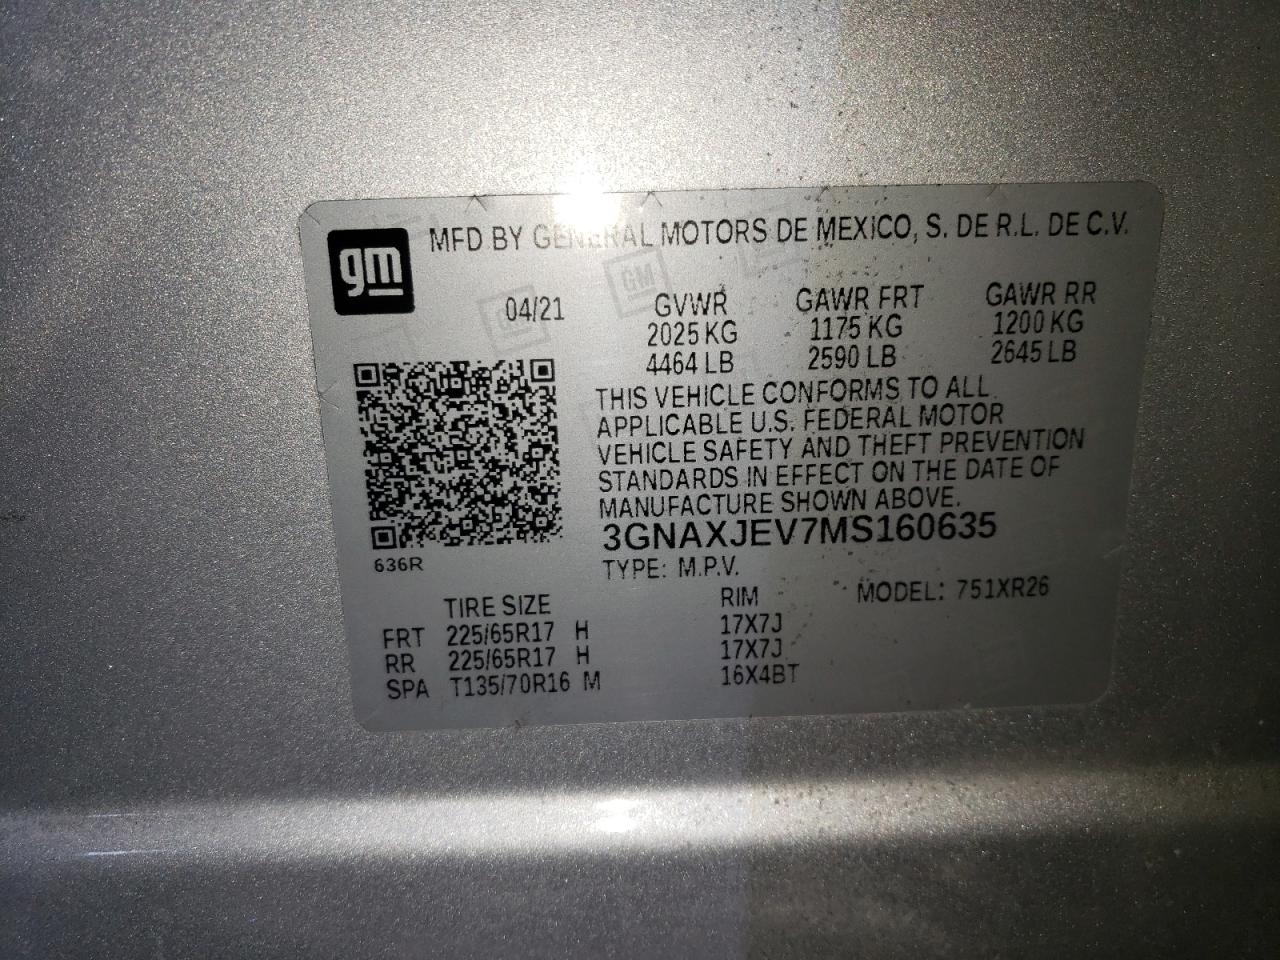 gm
MFD BY GENERAL MOTORS DE MEXICO, S. DE R.L. DE C.V.
04/21 GVWR GAWR FRT GAWR RR
2025 KG 1175 KG 1200 KG
4464 LB 2590 LB 2645 LB
THIS VEHICLE CONFORMS TO ALL
APPLICABLE U.S. FEDERAL MOTOR
VEHICLE SAFETY AND THEFT PREVENTION
STANDARDS IN EFFECT ON THE DATE OF
MANUFACTURE SHOWN ABOVE.
3GNAXJEV7MS160635
636R
TYPE: M.P.V.
MODEL: 751XR26
TIRE SIZE RIM
FRT 225/65R17 H 17X7J
RR 225/65R17 H 17X7J
SPA T135/70R16 M 16X4BT
GM
GM